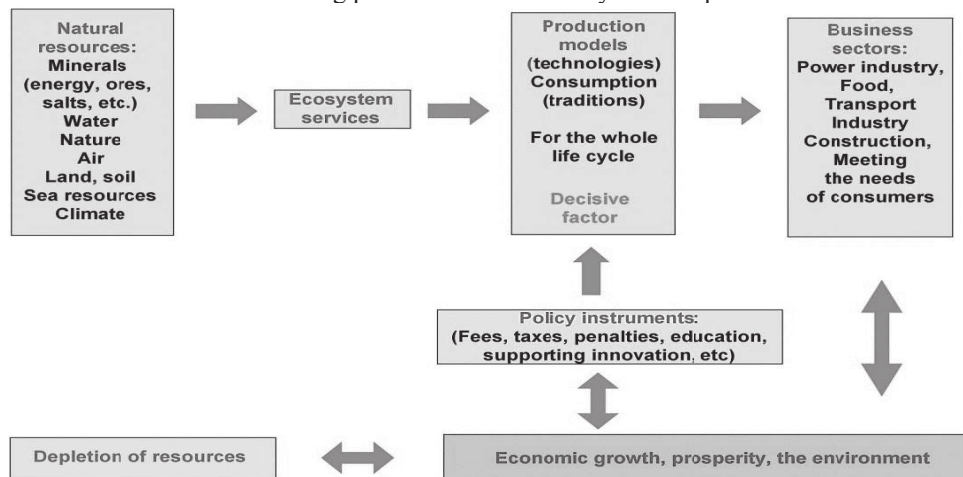 Natural
resources:
Minerals
(energy, ores,
salts, etc.)
Water
Nature
Air
Land, soil
Sea resources
Climate
Ecosystem
services
Production
models
(technologies)
Consumption
(traditions)
For the whole
life cycle
Decisive
factor
Business
sectors:
Power industry,
Food,
Transport
Industry
Construction,
Meeting
the needs
of consumers
Policy instruments:
(Fees, taxes, penalties, education,
supporting innovation, etc)
Depletion of resources
Economic growth, prosperity, the environment